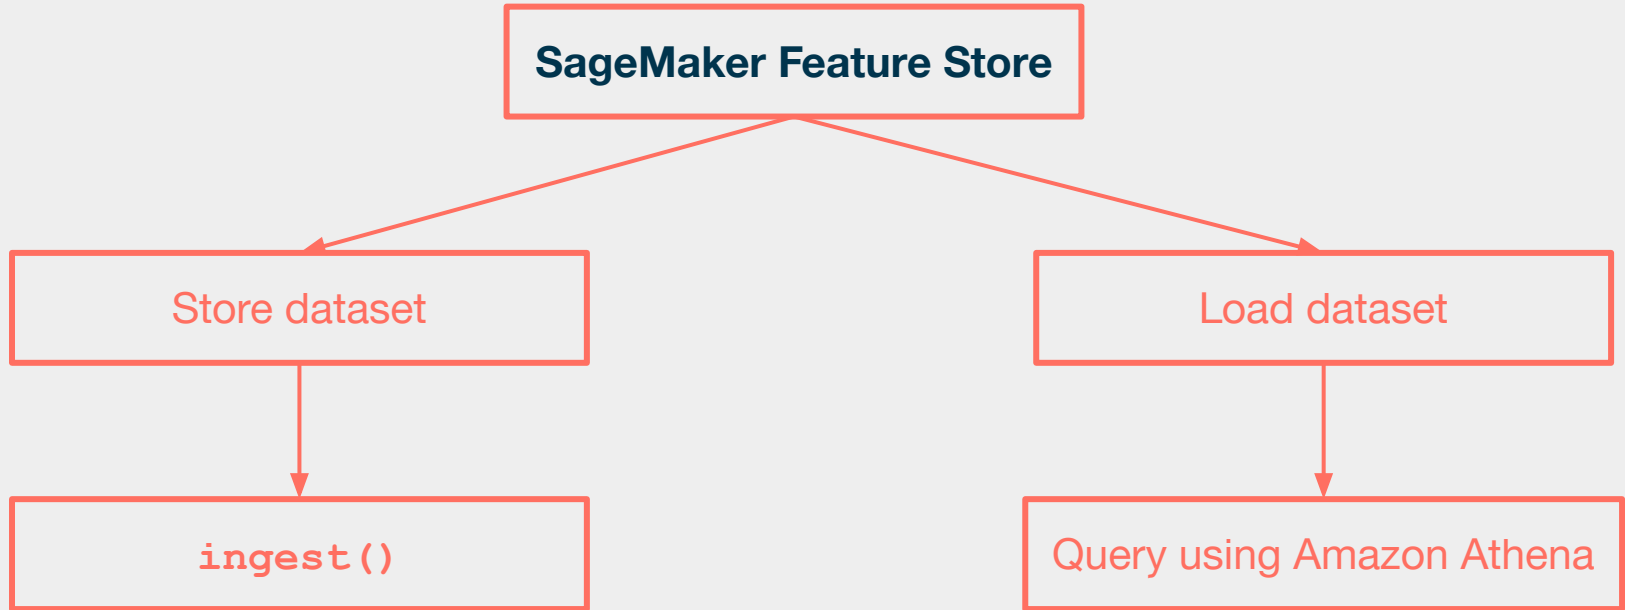 SageMaker Feature Store
Store dataset
Load dataset
ingest()
Query using Amazon Athena